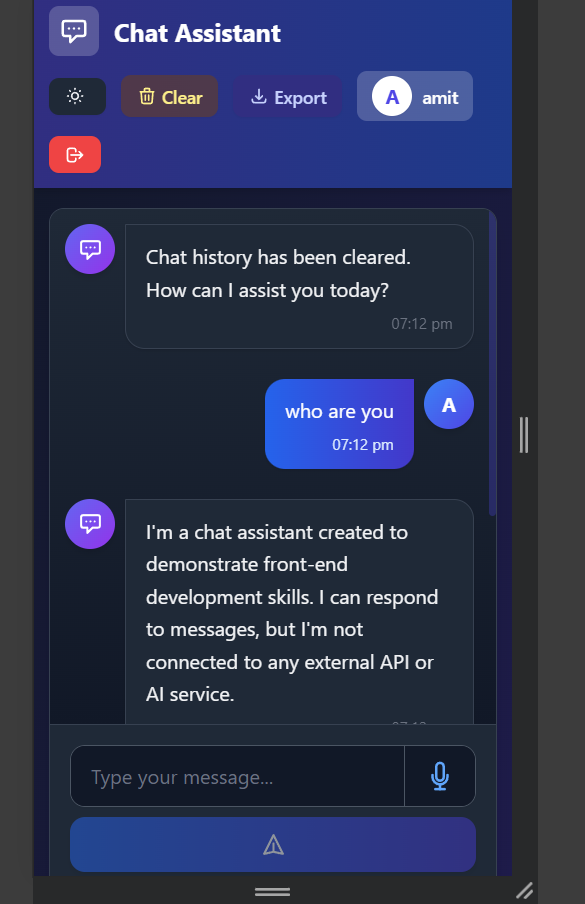 Chat Assistant
Clear
Export
A
amit
Chat history has been cleared.
How can I assist you today?
07:12 pm
who are you
07:12 pm
A
I'm a chat assistant created to
demonstrate front-end
development skills. I can respond
to messages, but I'm not
connected to any external API or
AI service.
Type your message...